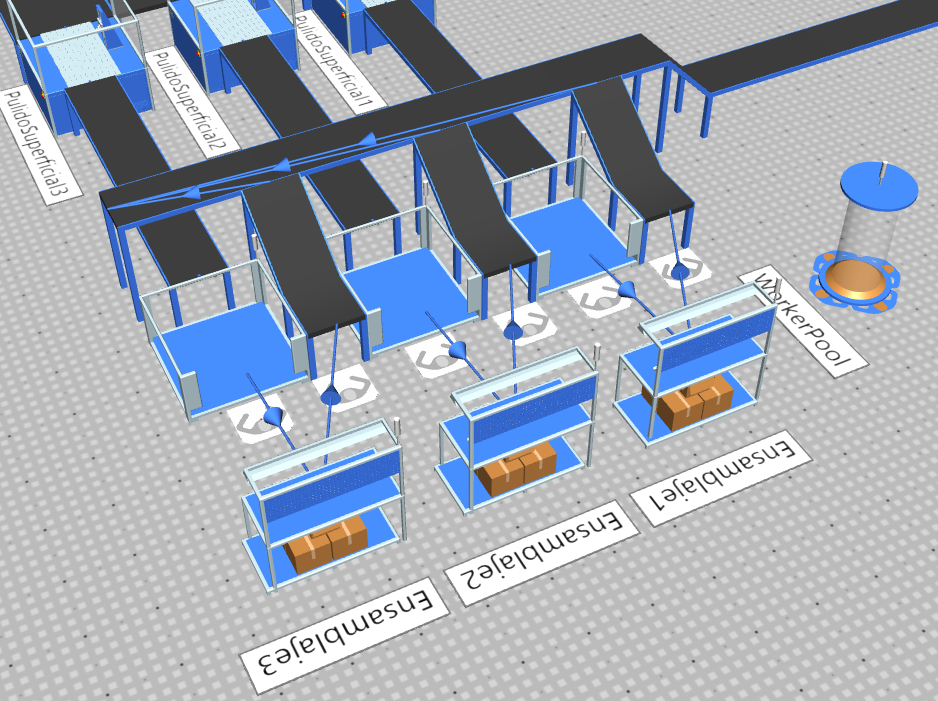 PulidoSuperficial3
PulidoSuperficial2
PulidoSuperficial1
WorkerPool
Ensamblaje1
Ensamblaje2
Ensamblaje3